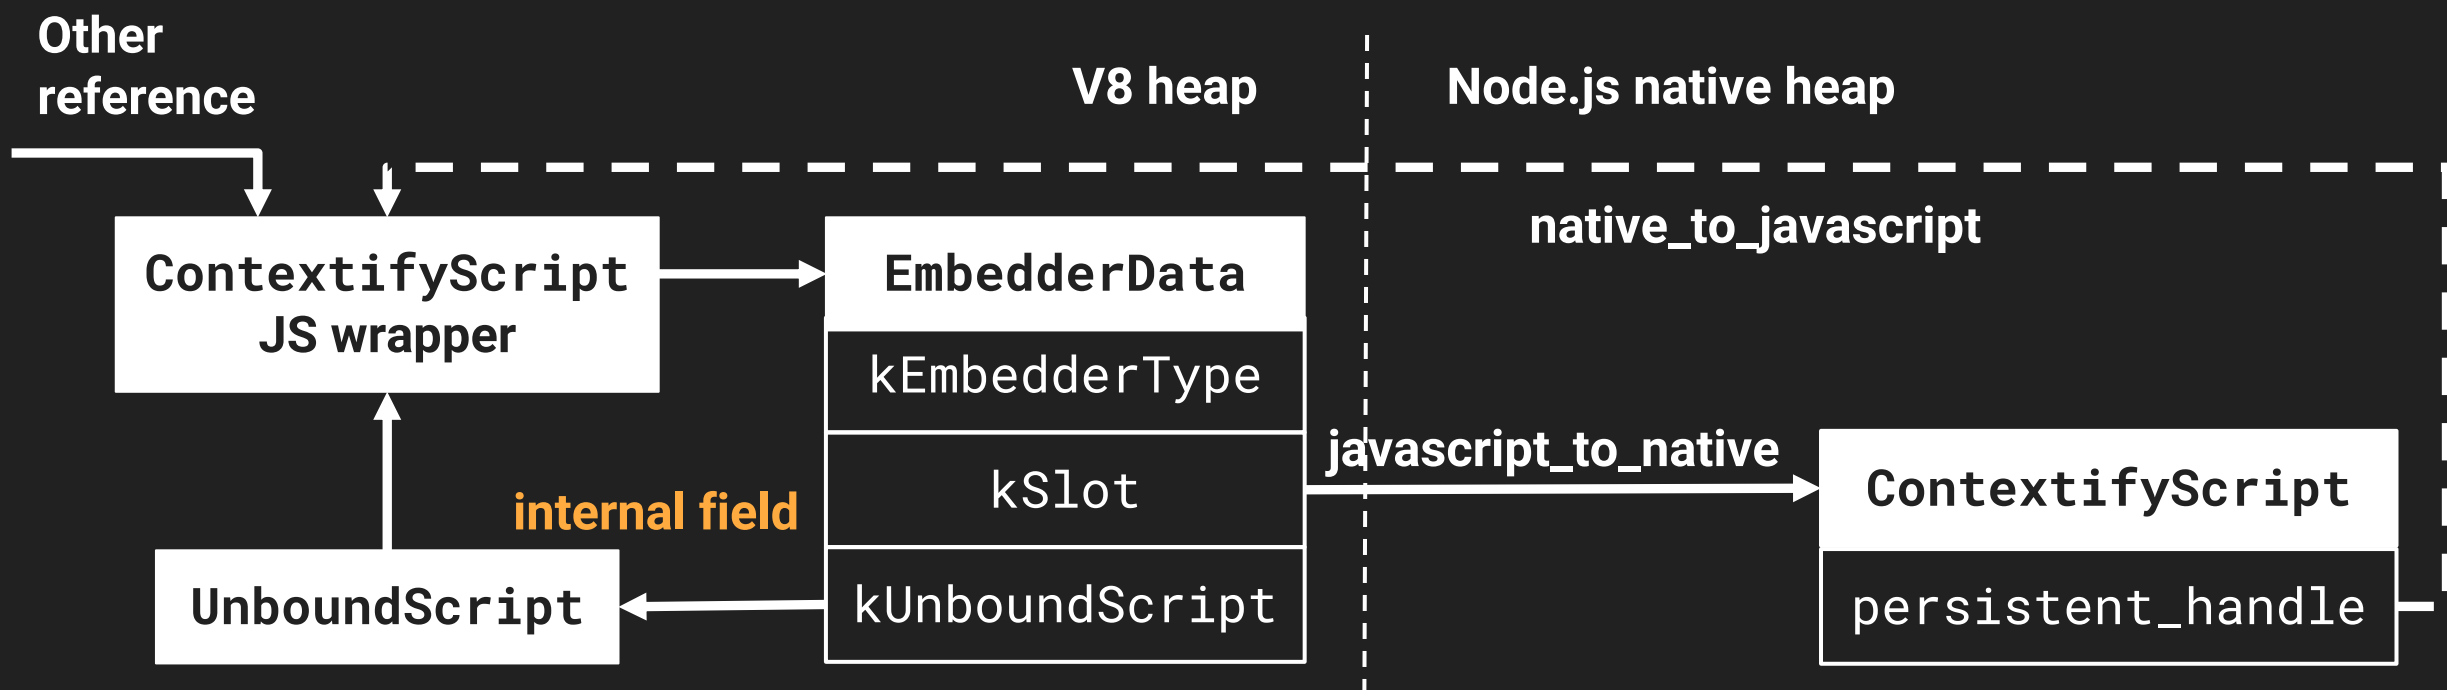 Other
reference
V8 heap
Node.js native heap
native_to_javascript
ContextifyScript
JS wrapper
EmbedderData
kEmbedderType
javascript_to_native
kSlot
ContextifyScript
internal field
UnboundScript
kUnboundScript
persistent_handle